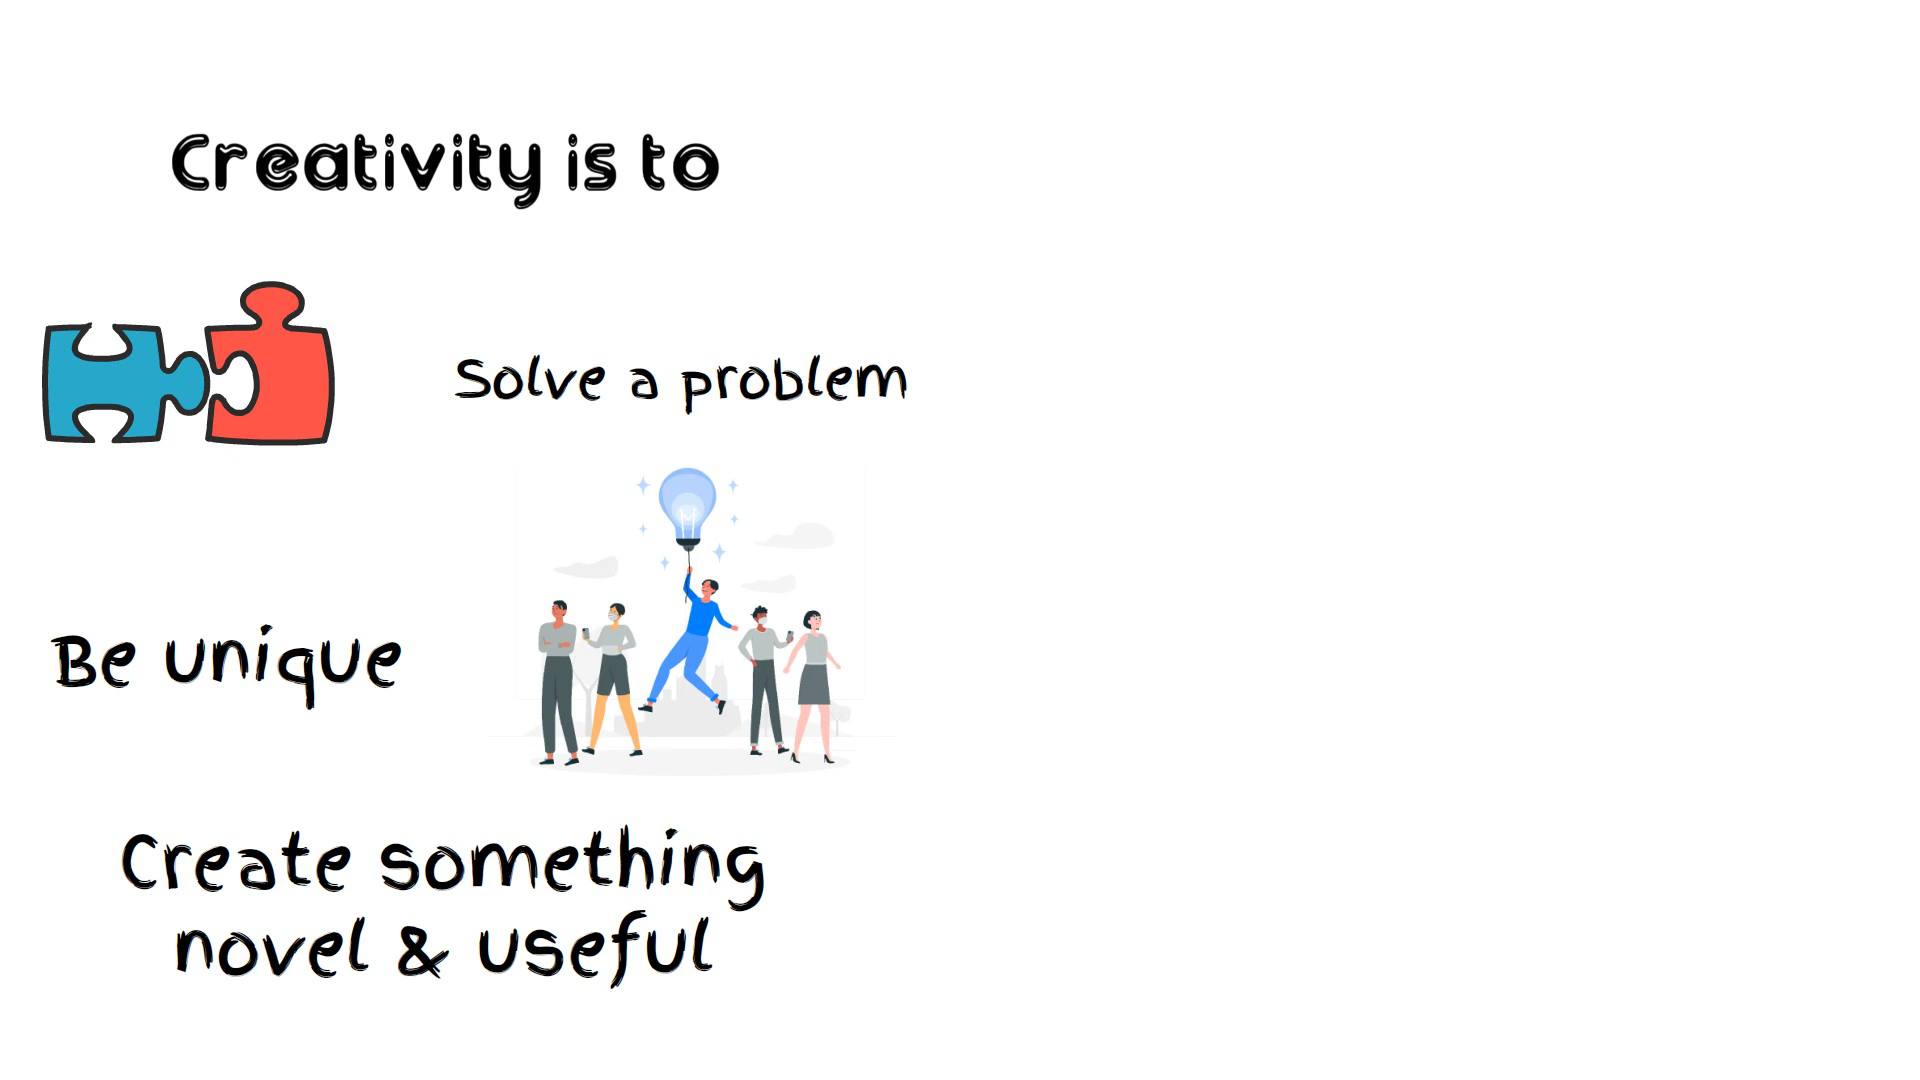 Creativity is to
Solve a problem
Be unique
Create something
novel & useful